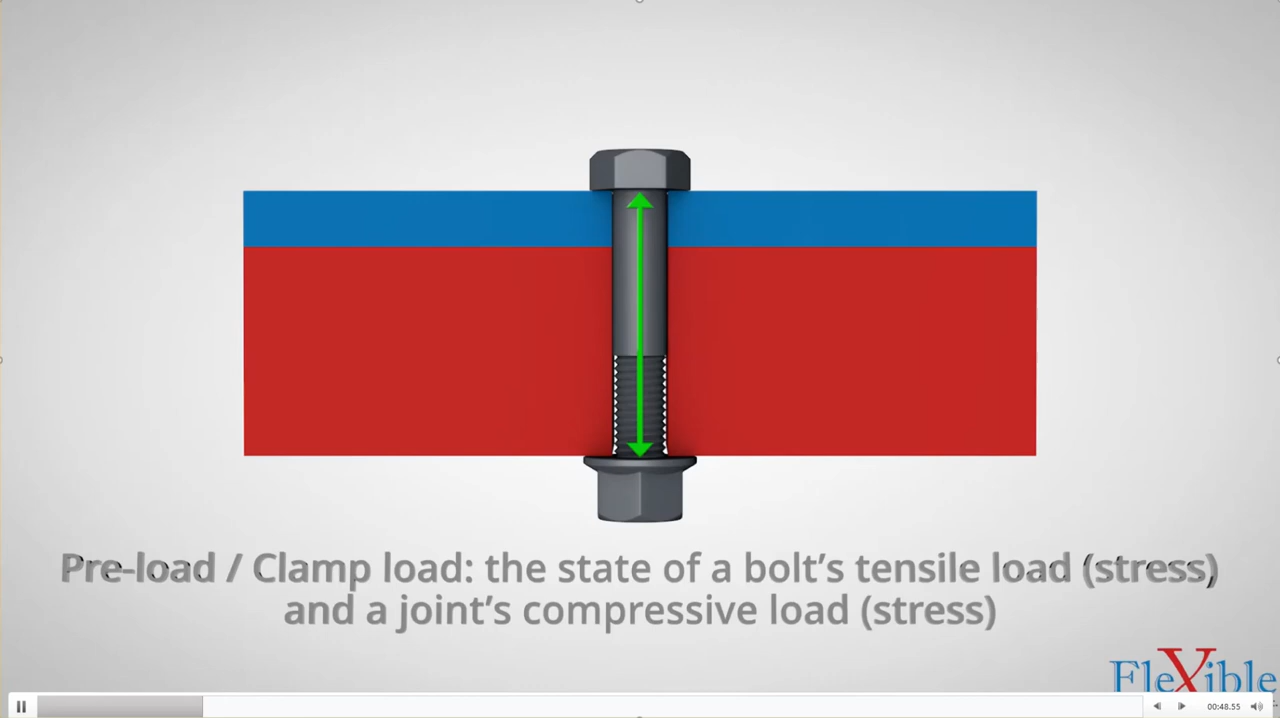 Pre-load / Clamp load: the state of a bolt’s tensile load (stress)
and a joint’s compressive load (stress)
FleXible
00:48.55